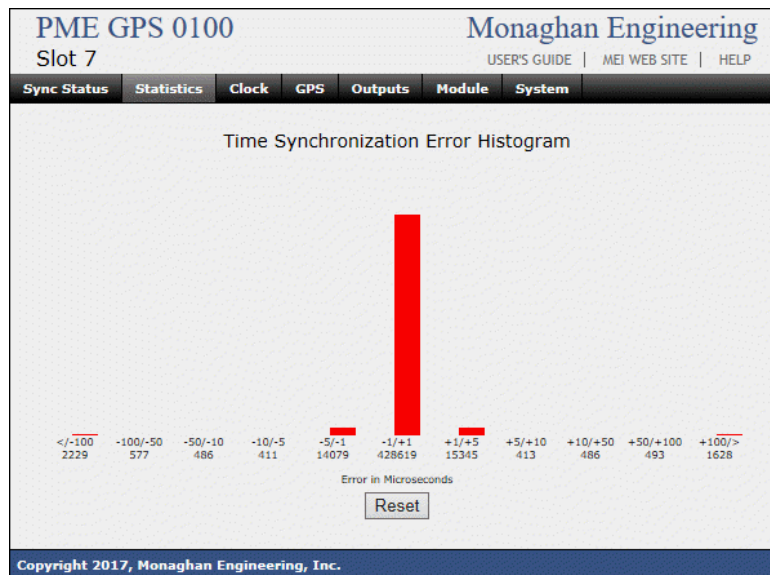 PME GPS 0100
Monaghan Engineering
Slot 7
USER'S GUIDE | MEI WEB SITE | HELP
Sync Status Statistics Clock GPS Outputs Module System
Time Synchronization Error Histogram
</-100 -100/-50 -50/-10 -10/-5 -5/-1 -1/+1 +1/+5 +5/+10 +10/+50 +50/+100 +100/>
2229 577 486 411 14079 428619 15345 413 486 493 1628
Error in Microseconds
Reset
Copyright 2017, Monaghan Engineering, Inc.